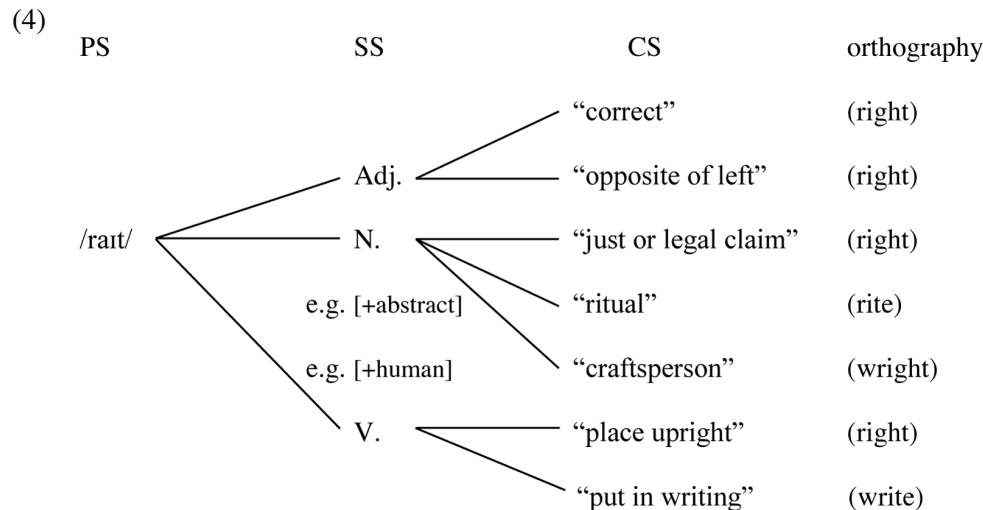 (4)
PS SS CS orthography
“correct” (right)
Adj. “opposite of left” (right)
/raɪt/ N. “just or legal claim” (right)
e.g. [+abstract] “ritual” (rite)
e.g. [+human] “craftsperson” (wright)
V. “place upright” (right)
“put in writing” (write)